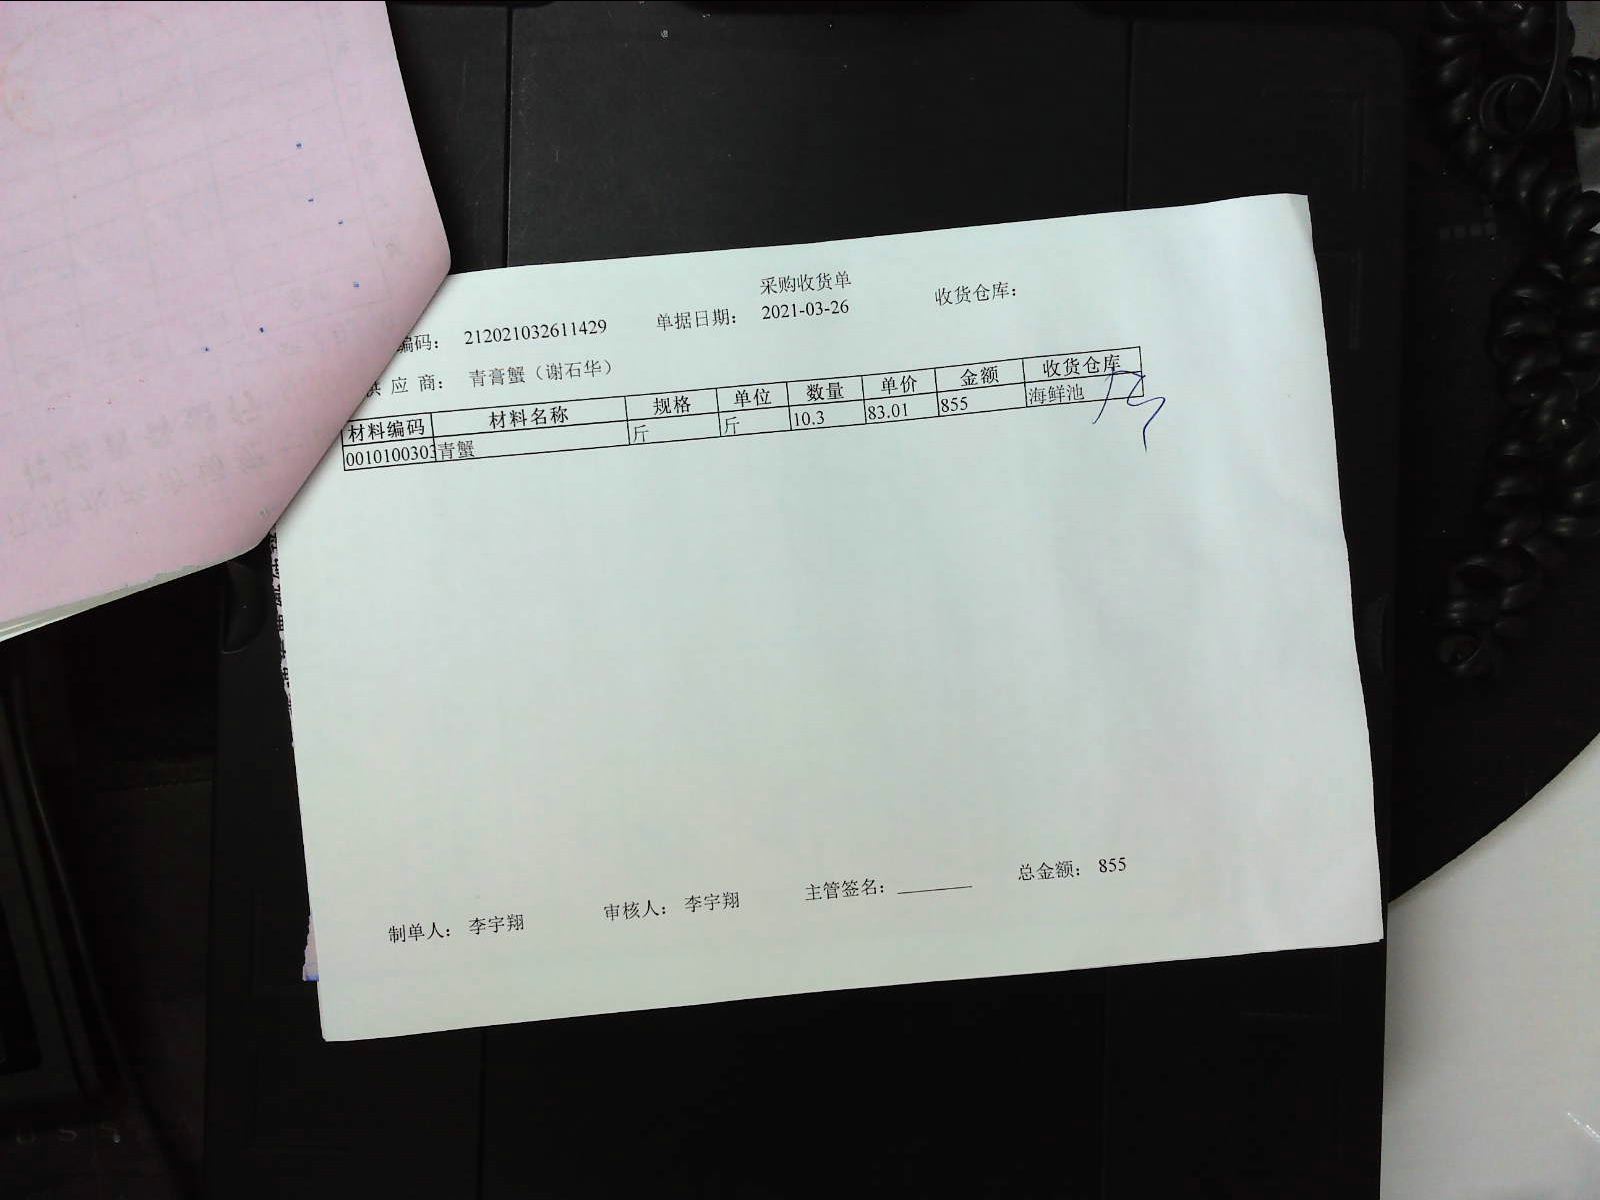 采购收货单
编码： 212021032611429 单据日期： 2021-03-26 收货仓库：
供 应 商： 青膏蟹（谢石华）
材料编码 材料名称 规格 单位 数量 单价 金额 收货仓库
0010100303 青蟹 斤 斤 10.3 83.01 855 海鲜池
制单人： 李宇翔 审核人： 李宇翔 主管签名： 总金额： 855